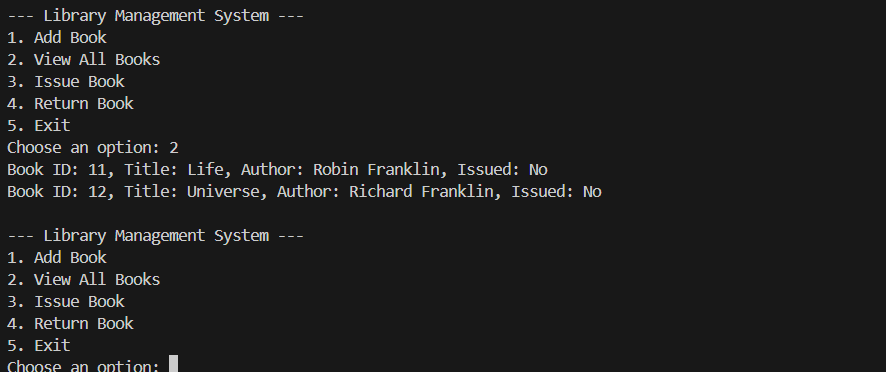 --- Library Management System ---
1. Add Book
2. View All Books
3. Issue Book
4. Return Book
5. Exit
Choose an option: 2
Book ID: 11, Title: Life, Author: Robin Franklin, Issued: No
Book ID: 12, Title: Universe, Author: Richard Franklin, Issued: No
--- Library Management System ---
1. Add Book
2. View All Books
3. Issue Book
4. Return Book
5. Exit
Choose an option: